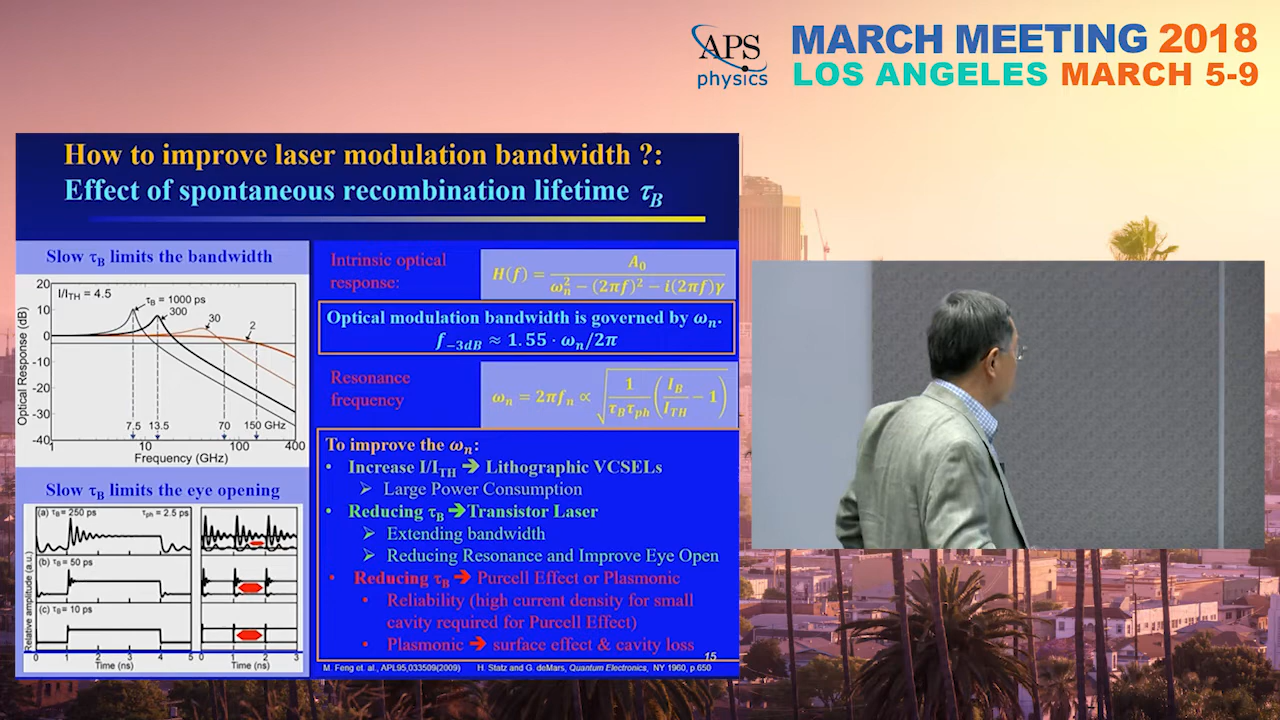 APS
physics
MARCH MEETING 2018
LOS ANGELES MARCH 5-9
How to improve laser modulation bandwidth ?:
Effect of spontaneous recombination lifetime τB
Slow τB limits the bandwidth
20
10
0
-10
-20
-30
-40
Optical Response (dB)
I/ITH = 4.5
τB = 1000 ps
300
30
2
7.5 13.5 70 150 GHz
1 10 100 400
Frequency (GHz)
Slow τB limits the eye opening
Relative amplitude (a.u.)
(a) τB= 250 ps τph= 2.5 ps
(b) τB= 50 ps
(c) τB= 10 ps
0 1 2 3 4 5 0 1 2 3
Time (ns) Time (ns)
Intrinsic optical
response:
H(f) = A0 / (ωn² − (2πf)² − i(2πf)γ)
Optical modulation bandwidth is governed by ωn.
f−3dB ≈ 1.55 · ωn/2π
Resonance
frequency
ωn = 2πfn ∝ √(1/(τBτph) (IB/ITH − 1))
To improve the ωn:
• Increase I/ITH ➔ Lithographic VCSELs
➢ Large Power Consumption
• Reducing τB ➔Transistor Laser
➢ Extending bandwidth
➢ Reducing Resonance and Improve Eye Open
• Reducing τB ➔ Purcell Effect or Plasmonic
• Reliability (high current density for small
cavity required for Purcell Effect)
• Plasmonic ➔ surface effect & cavity loss
15
M. Feng et. al., APL95,033509(2009) H. Statz and G. deMars, Quantum Electronics, NY 1960, p 650